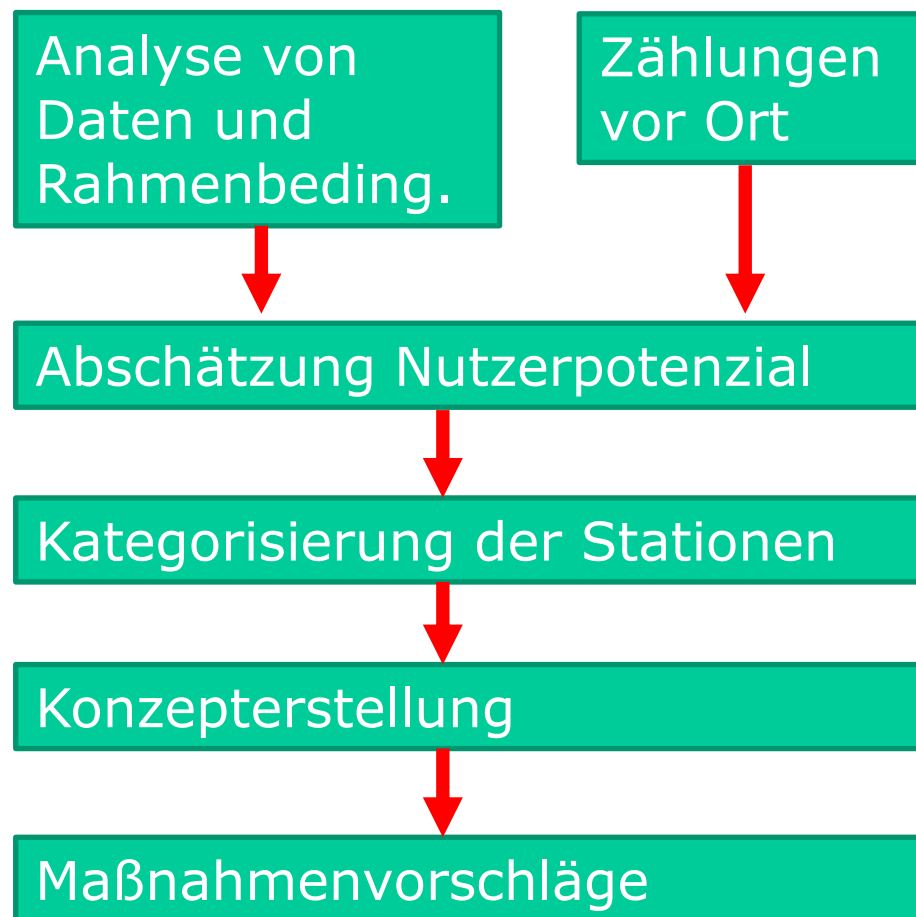 Analyse von
Daten und
Rahmenbeding.
Zählungen
vor Ort
Abschätzung Nutzerpotenzial
Kategorisierung der Stationen
Konzepterstellung
Maßnahmenvorschläge